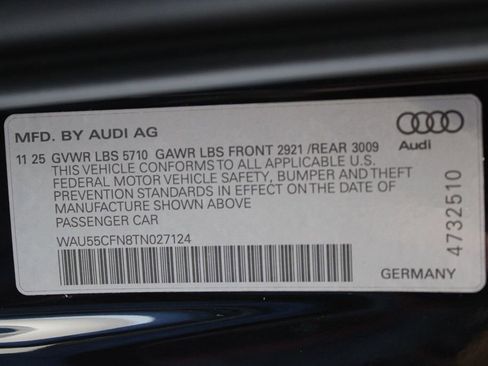 MFD. BY AUDI AG
11 25 GVWR LBS 5710 GAWR LBS FRONT 2921 /REAR 3009
THIS VEHICLE CONFORMS TO ALL APPLICABLE U.S.
FEDERAL MOTOR VEHICLE SAFETY, BUMPER AND THEFT
PREVENTION STANDARDS IN EFFECT ON THE DATE OF
MANUFACTURE SHOWN ABOVE
PASSENGER CAR
WAU55CFN8TN027124
Audi
4732510
GERMANY